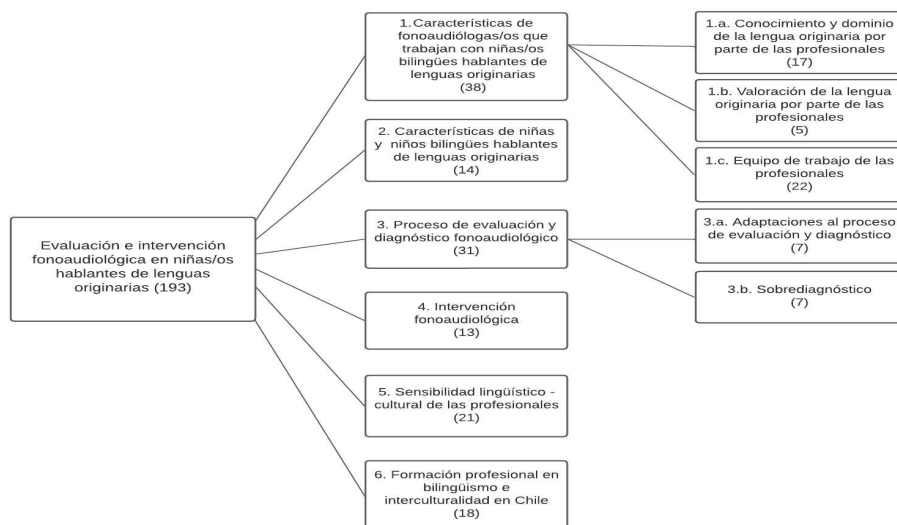 Evaluación e intervención
fonoaudiológica en niñas/os
hablantes de lenguas
originarias (193)
1.Características de
fonoaudiólogas/os que
trabajan con niñas/os
bilingües hablantes de
lenguas originarias
(38)
2. Características de niñas
y niños bilingües hablantes
de lenguas originarias
(14)
3. Proceso de evaluación y
diagnóstico fonoaudiológico
(31)
4. Intervención
fonoaudiológica
(13)
5. Sensibilidad lingüístico -
cultural de las profesionales
(21)
6. Formación profesional en
bilingüismo e
interculturalidad en Chile
(18)
1.a. Conocimiento y dominio
de la lengua originaria por
parte de las profesionales
(17)
1.b. Valoración de la lengua
originaria por parte de las
profesionales
(5)
1.c. Equipo de trabajo de las
profesionales
(22)
3.a. Adaptaciones al proceso
de evaluación y diagnóstico
(7)
3.b. Sobrediagnóstico
(7)